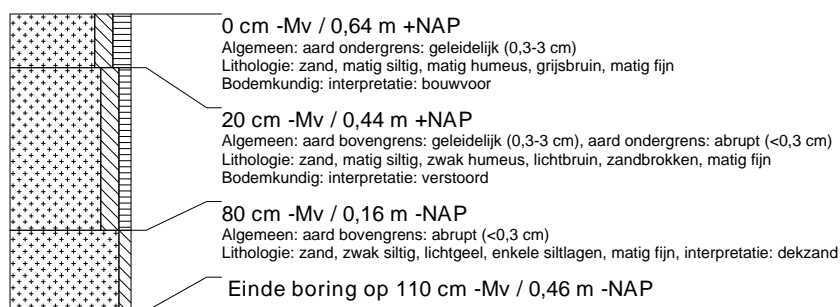 0 cm -Mv / 0,64 m +NAP
Algemeen: aard ondergrens: geleidelijk (0,3-3 cm)
Lithologie: zand, matig siltig, matig humeus, grijsbruin, matig fijn
Bodemkundig: interpretatie: bouwvoor
20 cm -Mv / 0,44 m +NAP
Algemeen: aard bovengrens: geleidelijk (0,3-3 cm), aard ondergrens: abrupt (<0,3 cm)
Lithologie: zand, matig siltig, zwak humeus, lichtbruin, zandbrokken, matig fijn
Bodemkundig: interpretatie: verstoord
80 cm -Mv / 0,16 m -NAP
Algemeen: aard bovengrens: abrupt (<0,3 cm)
Lithologie: zand, zwak siltig, lichtgeel, enkele siltlagen, matig fijn, interpretatie: dekzand
Einde boring op 110 cm -Mv / 0,46 m -NAP